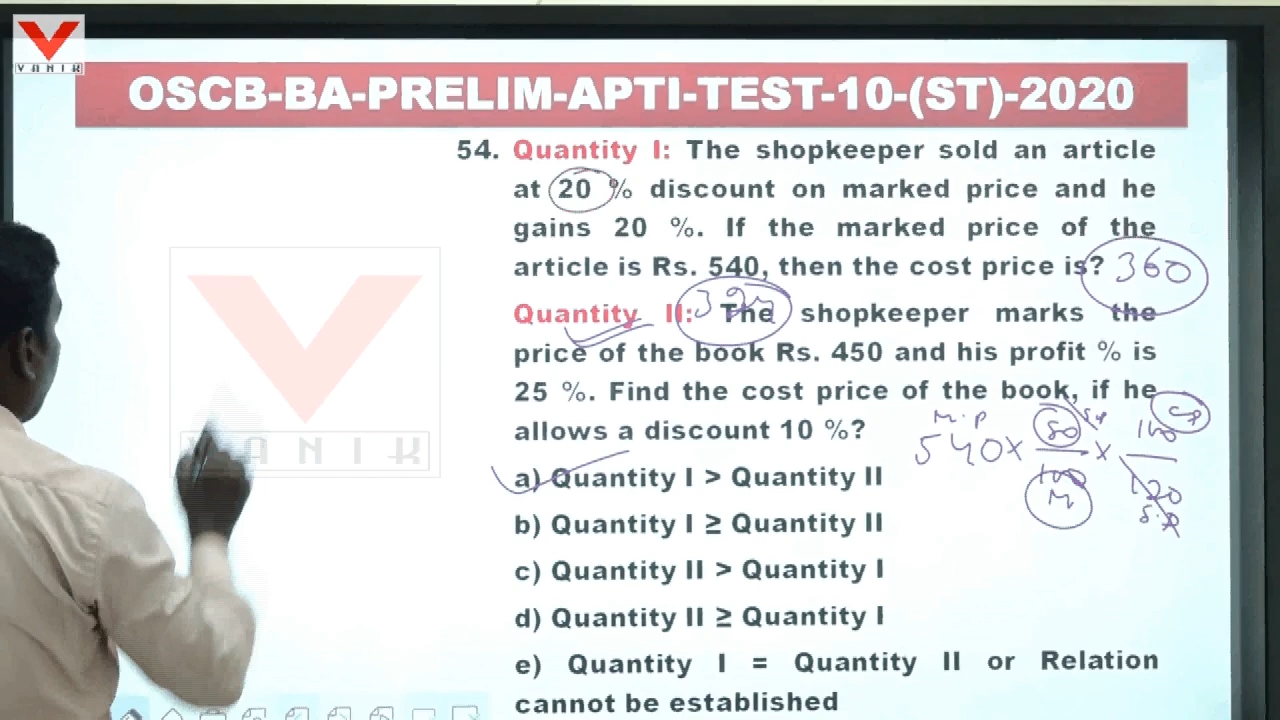 VANIK
OSCB-BA-PRELIM-APTI-TEST-10-(ST)-2020
54. Quantity I: The shopkeeper sold an article
at 20 % discount on marked price and he
gains 20 %. If the marked price of the
article is Rs. 540, then the cost price is? 360
Quantity II: The shopkeeper marks the
324
price of the book Rs. 450 and his profit % is
25 %. Find the cost price of the book, if he
allows a discount 10 %?
M.P S.P CP
540 × 80/100 × 100/120
M S.P
a) Quantity I > Quantity II
b) Quantity I ≥ Quantity II
c) Quantity II > Quantity I
d) Quantity II ≥ Quantity I
e) Quantity I = Quantity II or Relation
cannot be established
VANIK